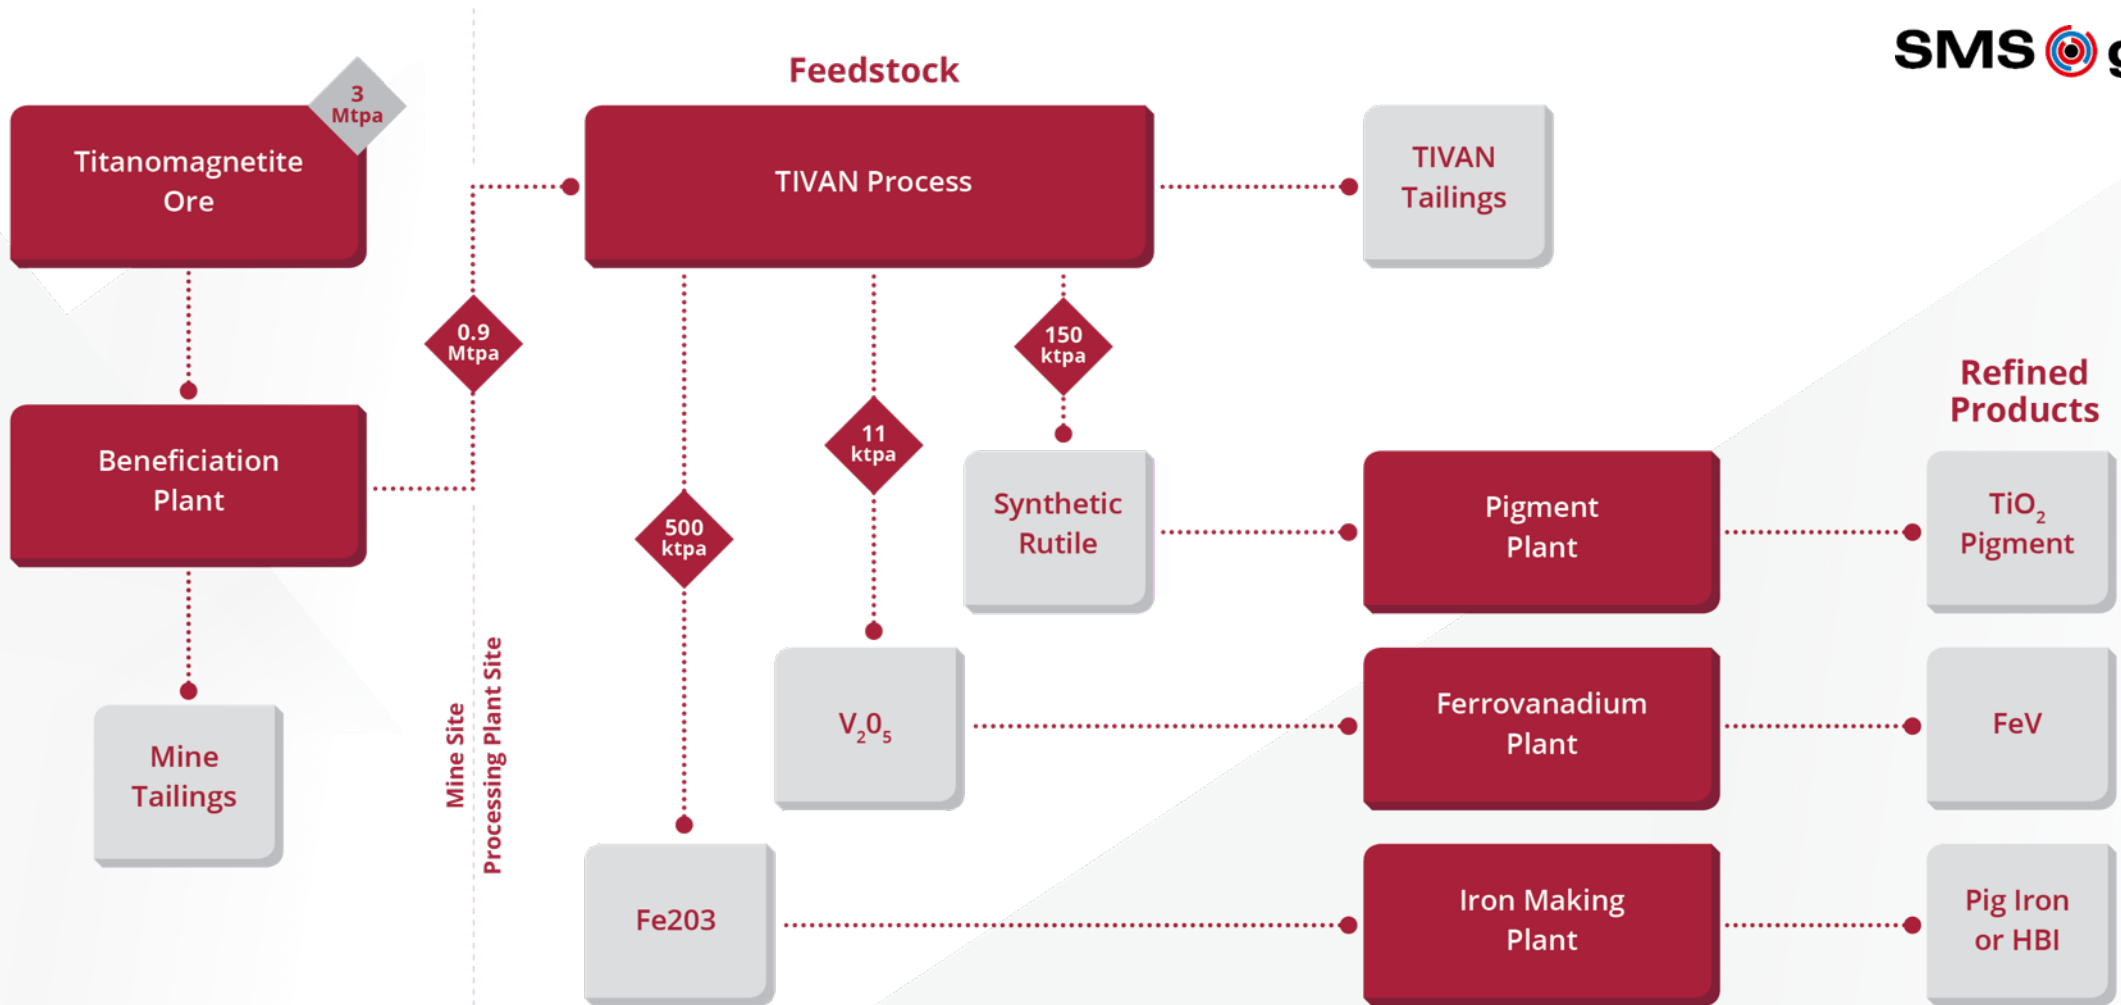 SMS g
Feedstock
3
Mtpa
Titanomagnetite
Ore
TIVAN Process
TIVAN
Tailings
0.9
Mtpa
150
ktpa
Refined
Products
11
ktpa
Beneficiation
Plant
500
ktpa
Synthetic
Rutile
Pigment
Plant
TiO₂
Pigment
Mine Site
Processing Plant Site
V₂0₅
Ferrovanadium
Plant
FeV
Mine
Tailings
Fe203
Iron Making
Plant
Pig Iron
or HBI